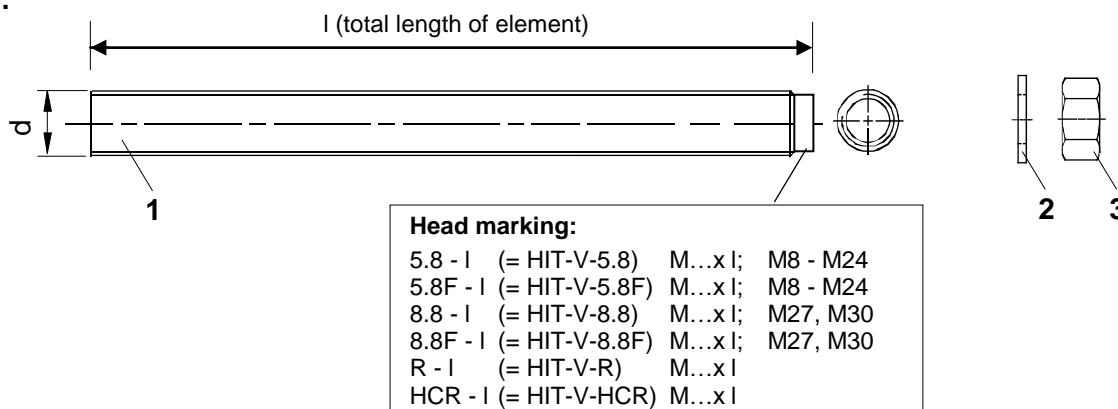 .
l (total length of element)
d
1
2
3
Head marking:
5.8 - l (= HIT-V-5.8) M…x l; M8 - M24
5.8F - l (= HIT-V-5.8F) M…x l; M8 - M24
8.8 - l (= HIT-V-8.8) M…x l; M27, M30
8.8F - l (= HIT-V-8.8F) M…x l; M27, M30
R - l (= HIT-V-R) M…x l
HCR - l (= HIT-V-HCR) M…x l